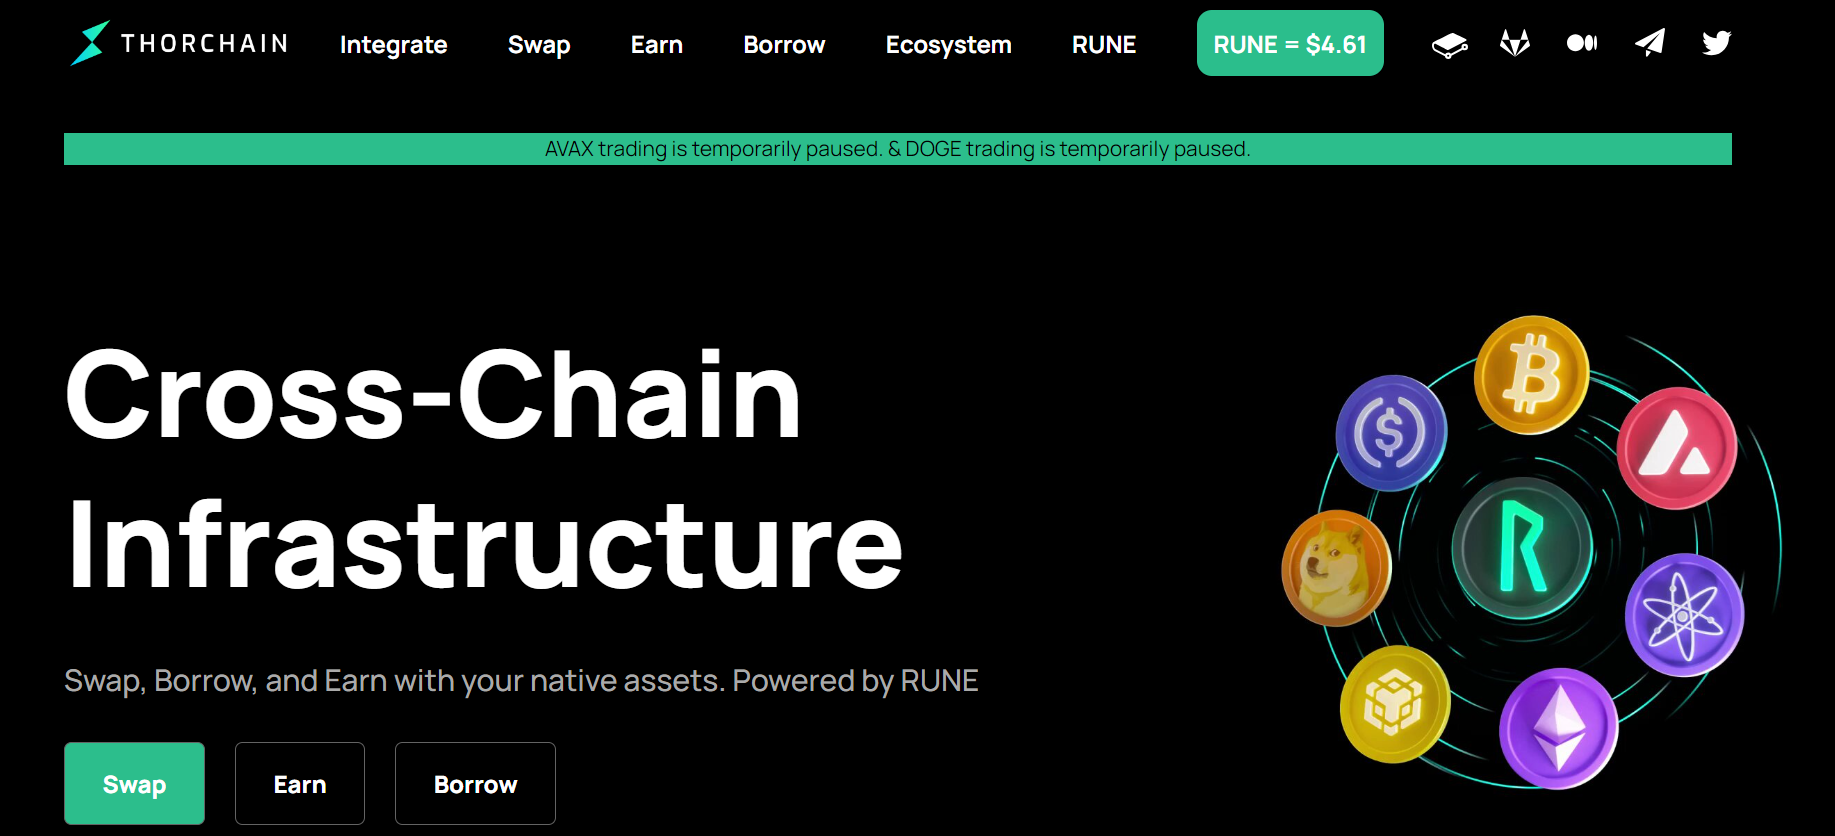 THORCHAIN Integrate Swap Earn Borrow Ecosystem RUNE RUNE = $4.61
AVAX trading is temporarily paused. & DOGE trading is temporarily paused.
Cross-Chain
Infrastructure
Swap, Borrow, and Earn with your native assets. Powered by RUNE
Swap Earn Borrow